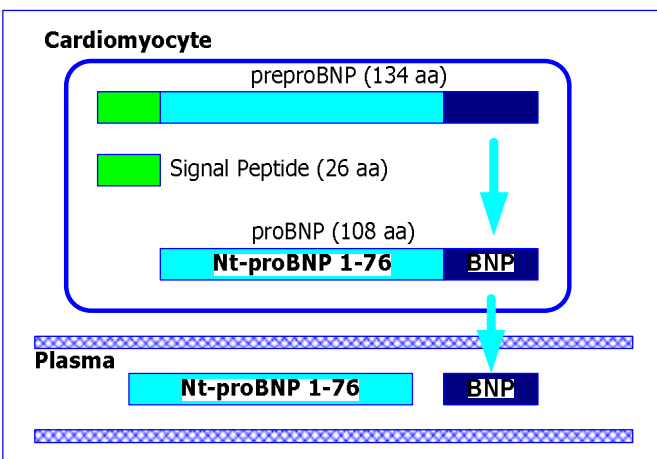 Cardiomyocyte
preproBNP (134 aa)
Signal Peptide (26 aa)
proBNP (108 aa)
Nt-proBNP 1-76 BNP
Plasma
Nt-proBNP 1-76 BNP